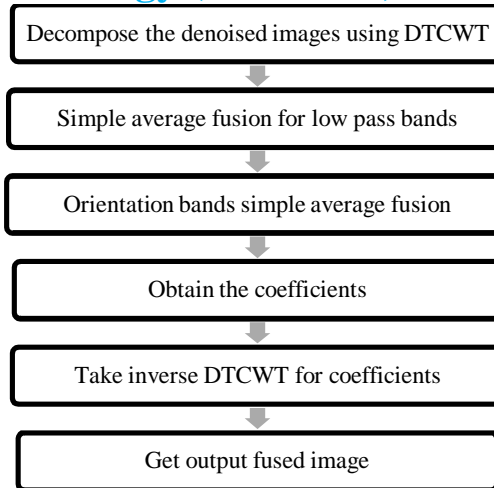 Decompose the denoised images using DTCWT
Simple average fusion for low pass bands
Orientation bands simple average fusion
Obtain the coefficients
Take inverse DTCWT for coefficients
Get output fused image